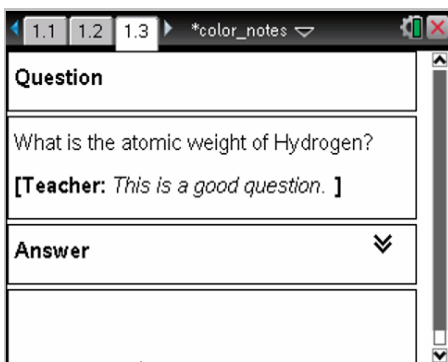 1.1 1.2 1.3 *color_notes
Question
What is the atomic weight of Hydrogen?
[Teacher: This is a good question. ]
Answer